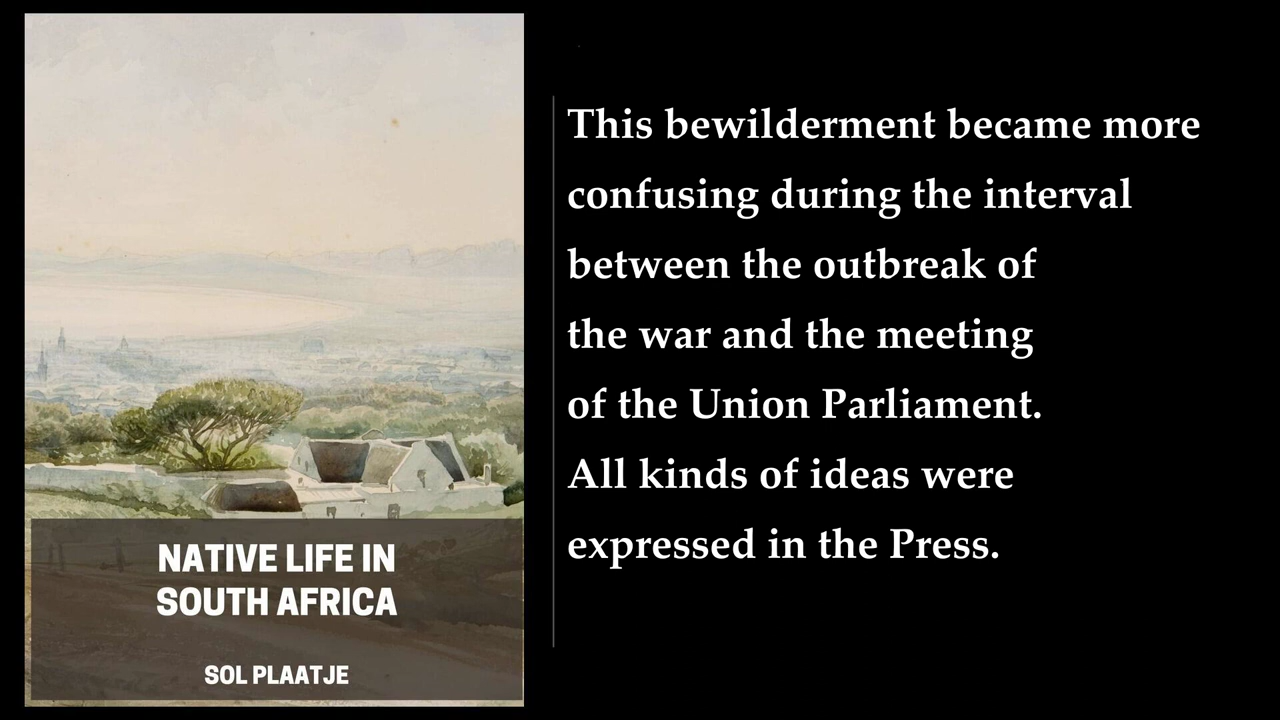 NATIVE LIFE IN
SOUTH AFRICA
SOL PLAATJE
This bewilderment became more
confusing during the interval
between the outbreak of
the war and the meeting
of the Union Parliament.
All kinds of ideas were
expressed in the Press.